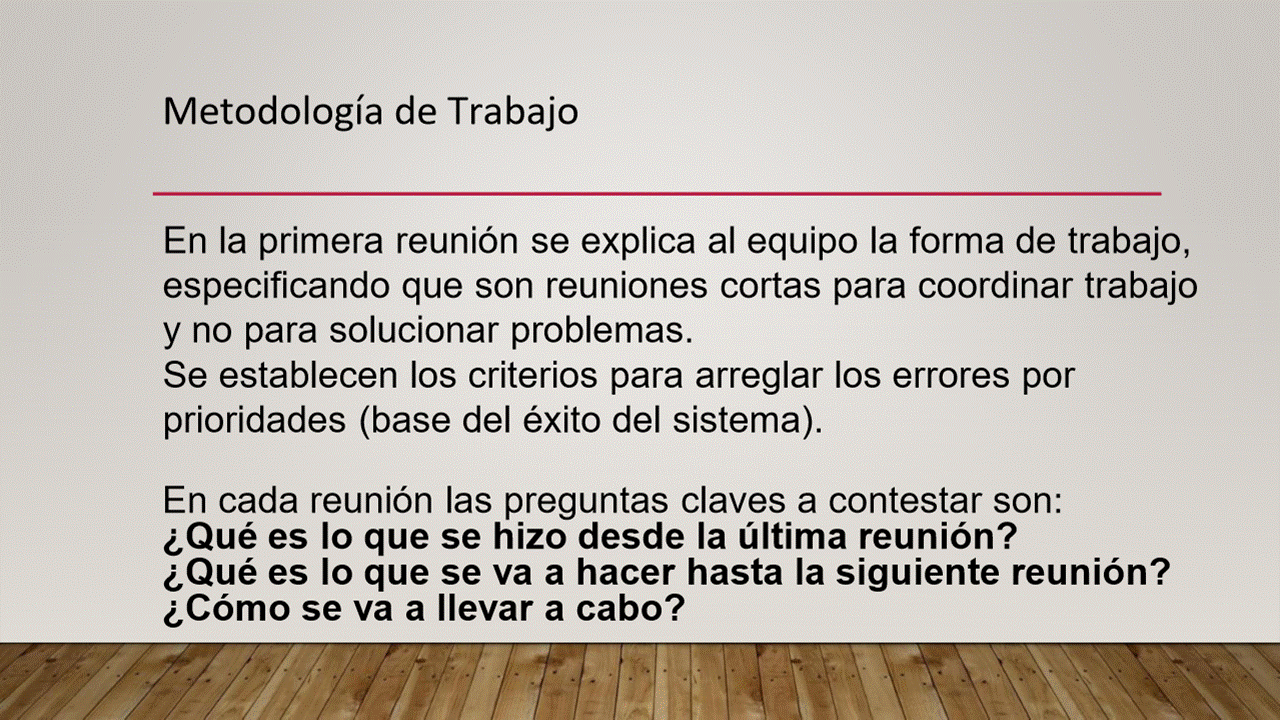 Metodología de Trabajo
En la primera reunión se explica al equipo la forma de trabajo,
especificando que son reuniones cortas para coordinar trabajo
y no para solucionar problemas.
Se establecen los criterios para arreglar los errores por
prioridades (base del éxito del sistema).
En cada reunión las preguntas claves a contestar son:
¿Qué es lo que se hizo desde la última reunión?
¿Qué es lo que se va a hacer hasta la siguiente reunión?
¿Cómo se va a llevar a cabo?